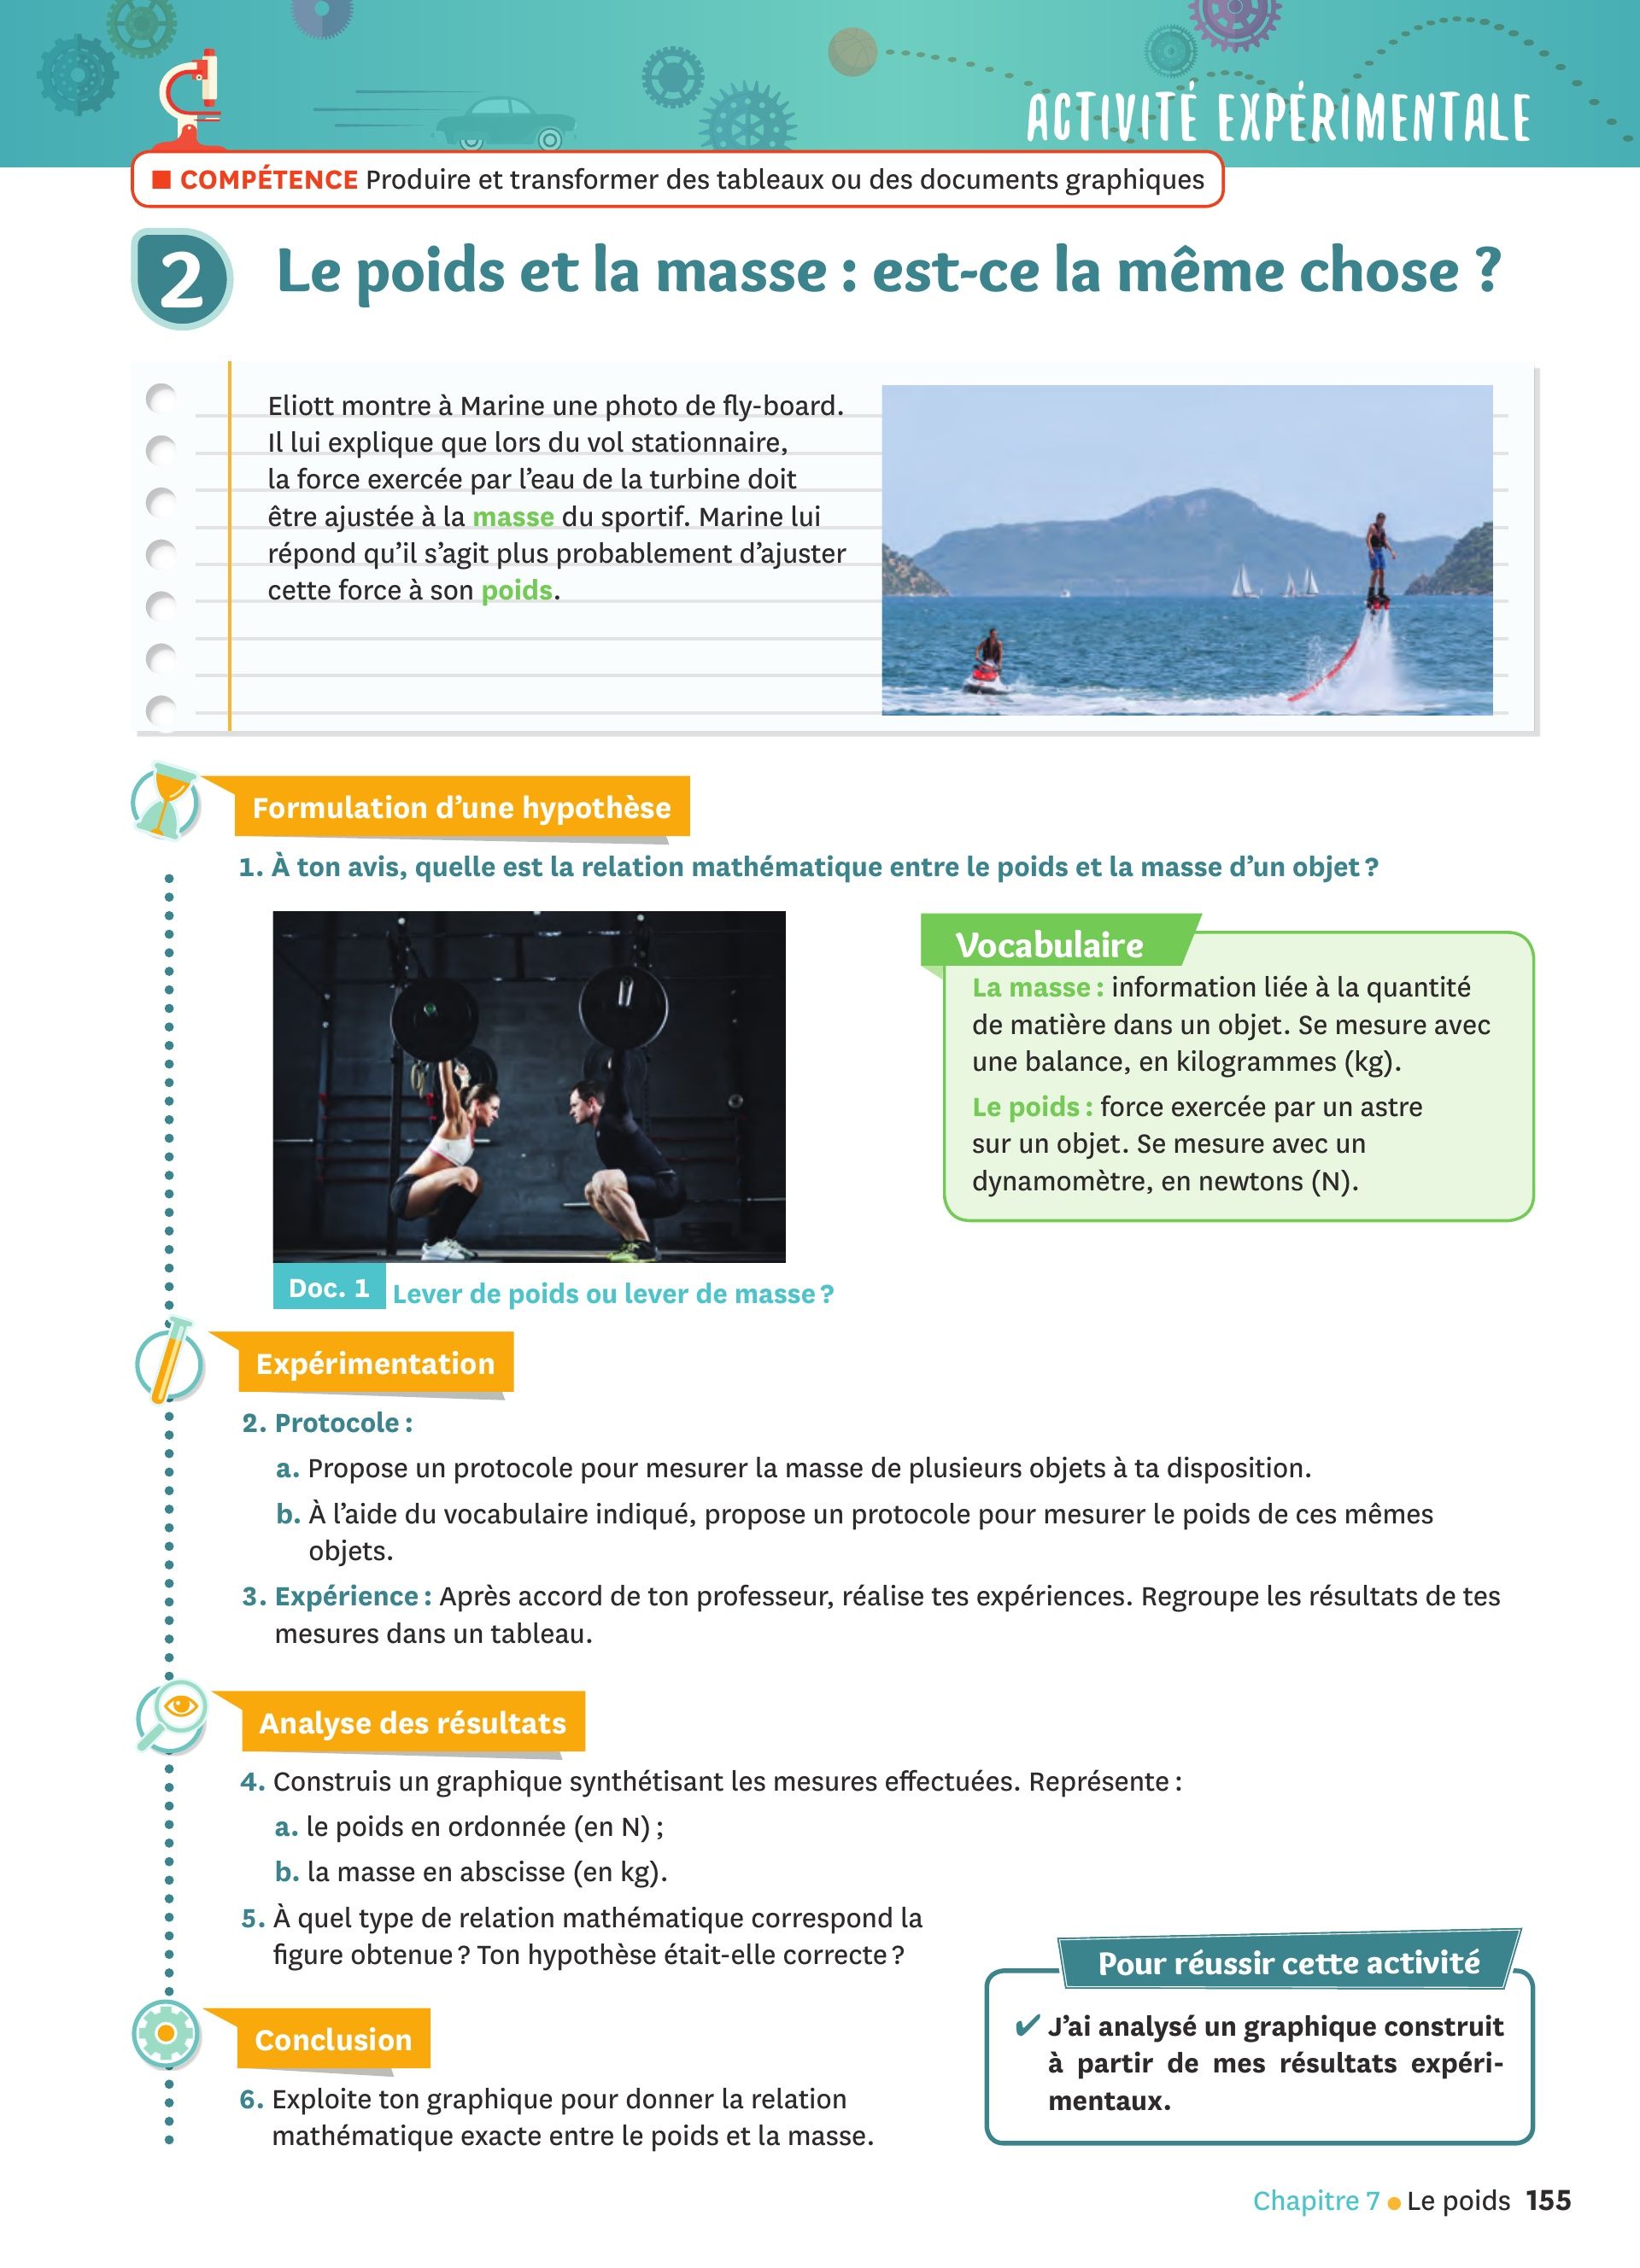 ACTIVITÉ EXPÉRIMENTALE
COMPÉTENCE Produire et transformer des tableaux ou des documents graphiques
2 Le poids et la masse : est-ce la même chose ?
Eliott montre à Marine une photo de fly-board.
Il lui explique que lors du vol stationnaire,
la force exercée par l'eau de la turbine doit
être ajustée à la masse du sportif. Marine lui
répond qu'il s'agit plus probablement d'ajuster
cette force à son poids.
Formulation d'une hypothèse
1. À ton avis, quelle est la relation mathématique entre le poids et la masse d'un objet ?
Vocabulaire
La masse : information liée à la quantité
de matière dans un objet. Se mesure avec
une balance, en kilogrammes (kg).
Le poids : force exercée par un astre
sur un objet. Se mesure avec un
dynamomètre, en newtons (N).
Doc. 1 Lever de poids ou lever de masse ?
Expérimentation
2. Protocole :
a. Propose un protocole pour mesurer la masse de plusieurs objets à ta disposition.
b. À l'aide du vocabulaire indiqué, propose un protocole pour mesurer le poids de ces mêmes
objets.
3. Expérience : Après accord de ton professeur, réalise tes expériences. Regroupe les résultats de tes
mesures dans un tableau.
Analyse des résultats
4. Construis un graphique synthétisant les mesures effectuées. Représente :
a. le poids en ordonnée (en N) ;
b. la masse en abscisse (en kg).
5. À quel type de relation mathématique correspond la
figure obtenue ? Ton hypothèse était-elle correcte ?
Conclusion
6. Exploite ton graphique pour donner la relation
mathématique exacte entre le poids et la masse.
Pour réussir cette activité
✔ J'ai analysé un graphique construit
à partir de mes résultats expéri-
mentaux.
Chapitre 7 • Le poids 155